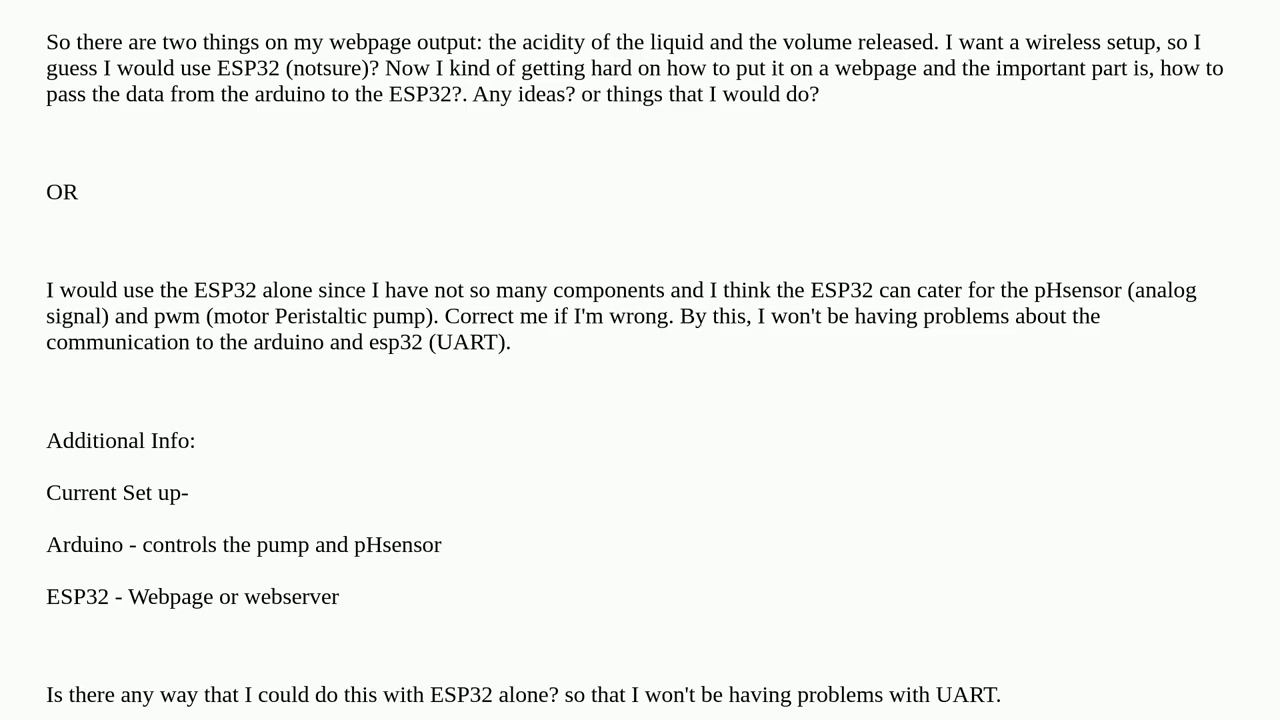 So there are two things on my webpage output: the acidity of the liquid and the volume released. I want a wireless setup, so I
guess I would use ESP32 (notsure)? Now I kind of getting hard on how to put it on a webpage and the important part is, how to
pass the data from the arduino to the ESP32?. Any ideas? or things that I would do?
OR
I would use the ESP32 alone since I have not so many components and I think the ESP32 can cater for the pHsensor (analog
signal) and pwm (motor Peristaltic pump). Correct me if I'm wrong. By this, I won't be having problems about the
communication to the arduino and esp32 (UART).
Additional Info:
Current Set up-
Arduino - controls the pump and pHsensor
ESP32 - Webpage or webserver
Is there any way that I could do this with ESP32 alone? so that I won't be having problems with UART.